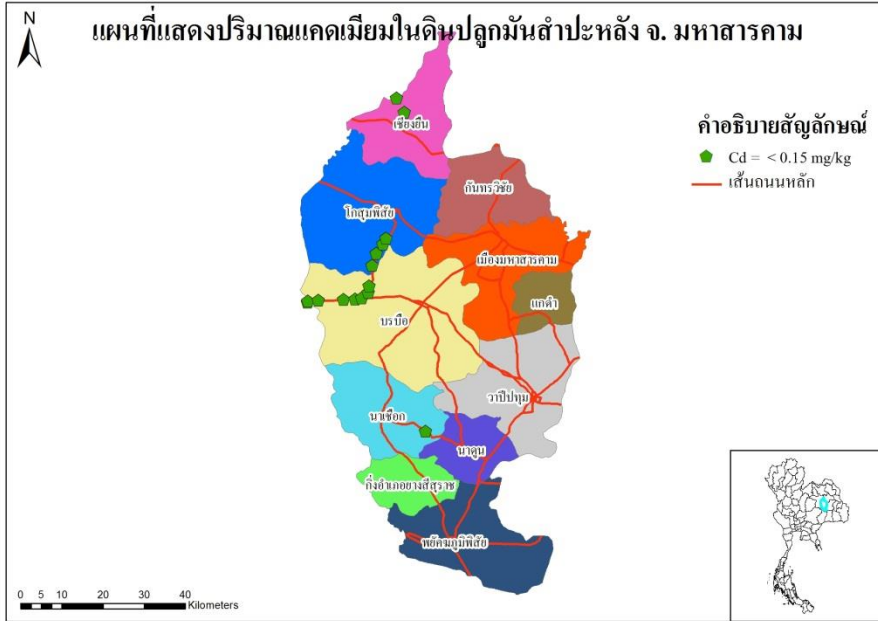 แผนที่แสดงปริมาณแคดเมียมในดินปลูกมันสำปะหลัง จ. มหาสารคาม
N
เชียงยืน
คำอธิบายสัญลักษณ์
Cd = < 0.15 mg/kg
เส้นถนนหลัก
กันทรวิชัย
โกสุมพิสัย
เมืองมหาสารคาม
แกดำ
บรบือ
วาปีปทุม
นาเชือก
นาดูน
กิ่งอำเภอยางสีสุราช
พยัคฆภูมิพิสัย
0 5 10 20 30 40
Kilometers